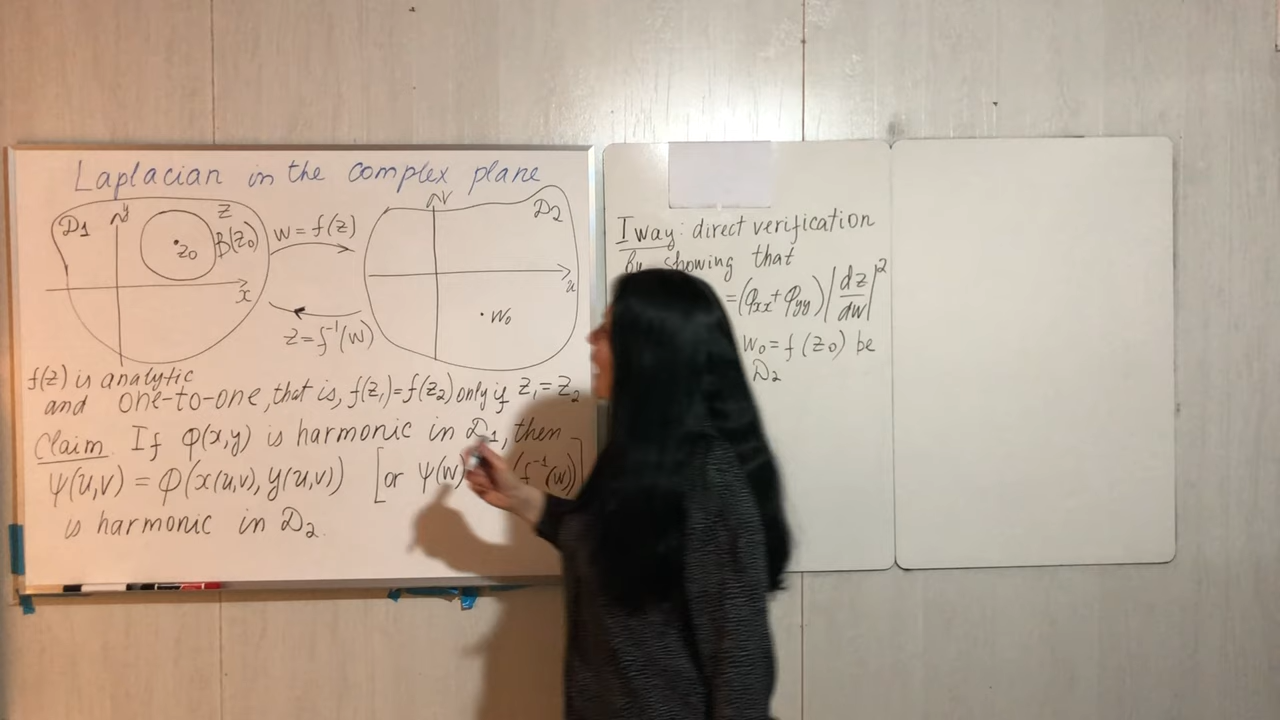 Laplacian in the complex plane
D1 y z z0 B(z0) x
w = f(z)
z = f⁻¹(w)
v D2 u w0
f(z) is analytic
and one-to-one, that is, f(z1) = f(z2) only if z1 = z2
Claim. If φ(x,y) is harmonic in D1, then
ψ(u,v) = φ(x(u,v), y(u,v)) [or ψ(w) (f⁻¹(w))]
is harmonic in D2.
I way: direct verification
by showing that
=(φxx + φyy)|dz/dw|²
w0 = f(z0) be
D2